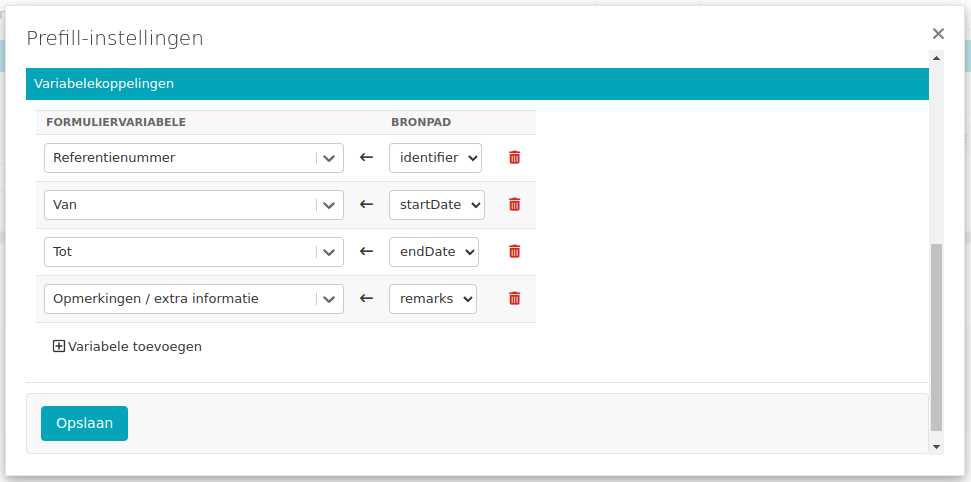 Prefill-instellingen
Variabelekoppelingen
FORMULIERVARIABELE BRONPAD
Referentienummer ← identifier
Van ← startDate
Tot ← endDate
Opmerkingen / extra informatie ← remarks
Variabele toevoegen
Opslaan